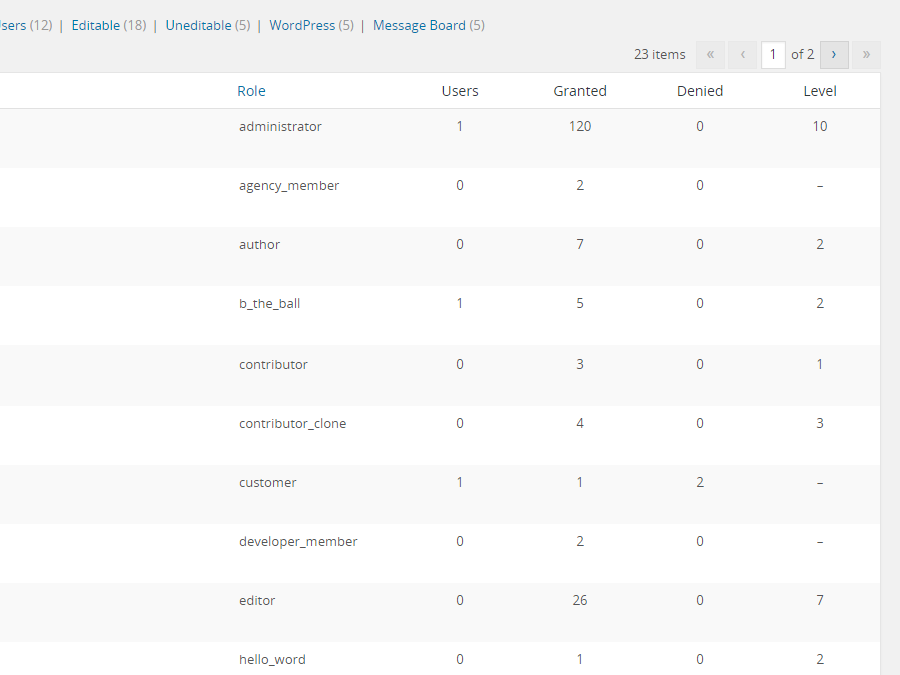 (12) | Editable (18) | Uneditable (5) | WordPress (5) | Message Board (5)
23 items « ‹ 1 of 2 › »
Role Users Granted Denied Level
administrator 1 120 0 10
agency_member 0 2 0 –
author 0 7 0 2
b_the_ball 1 5 0 2
contributor 0 3 0 1
contributor_clone 0 4 0 3
customer 1 1 2 –
developer_member 0 2 0 –
editor 0 26 0 7
hello_word 0 1 0 2